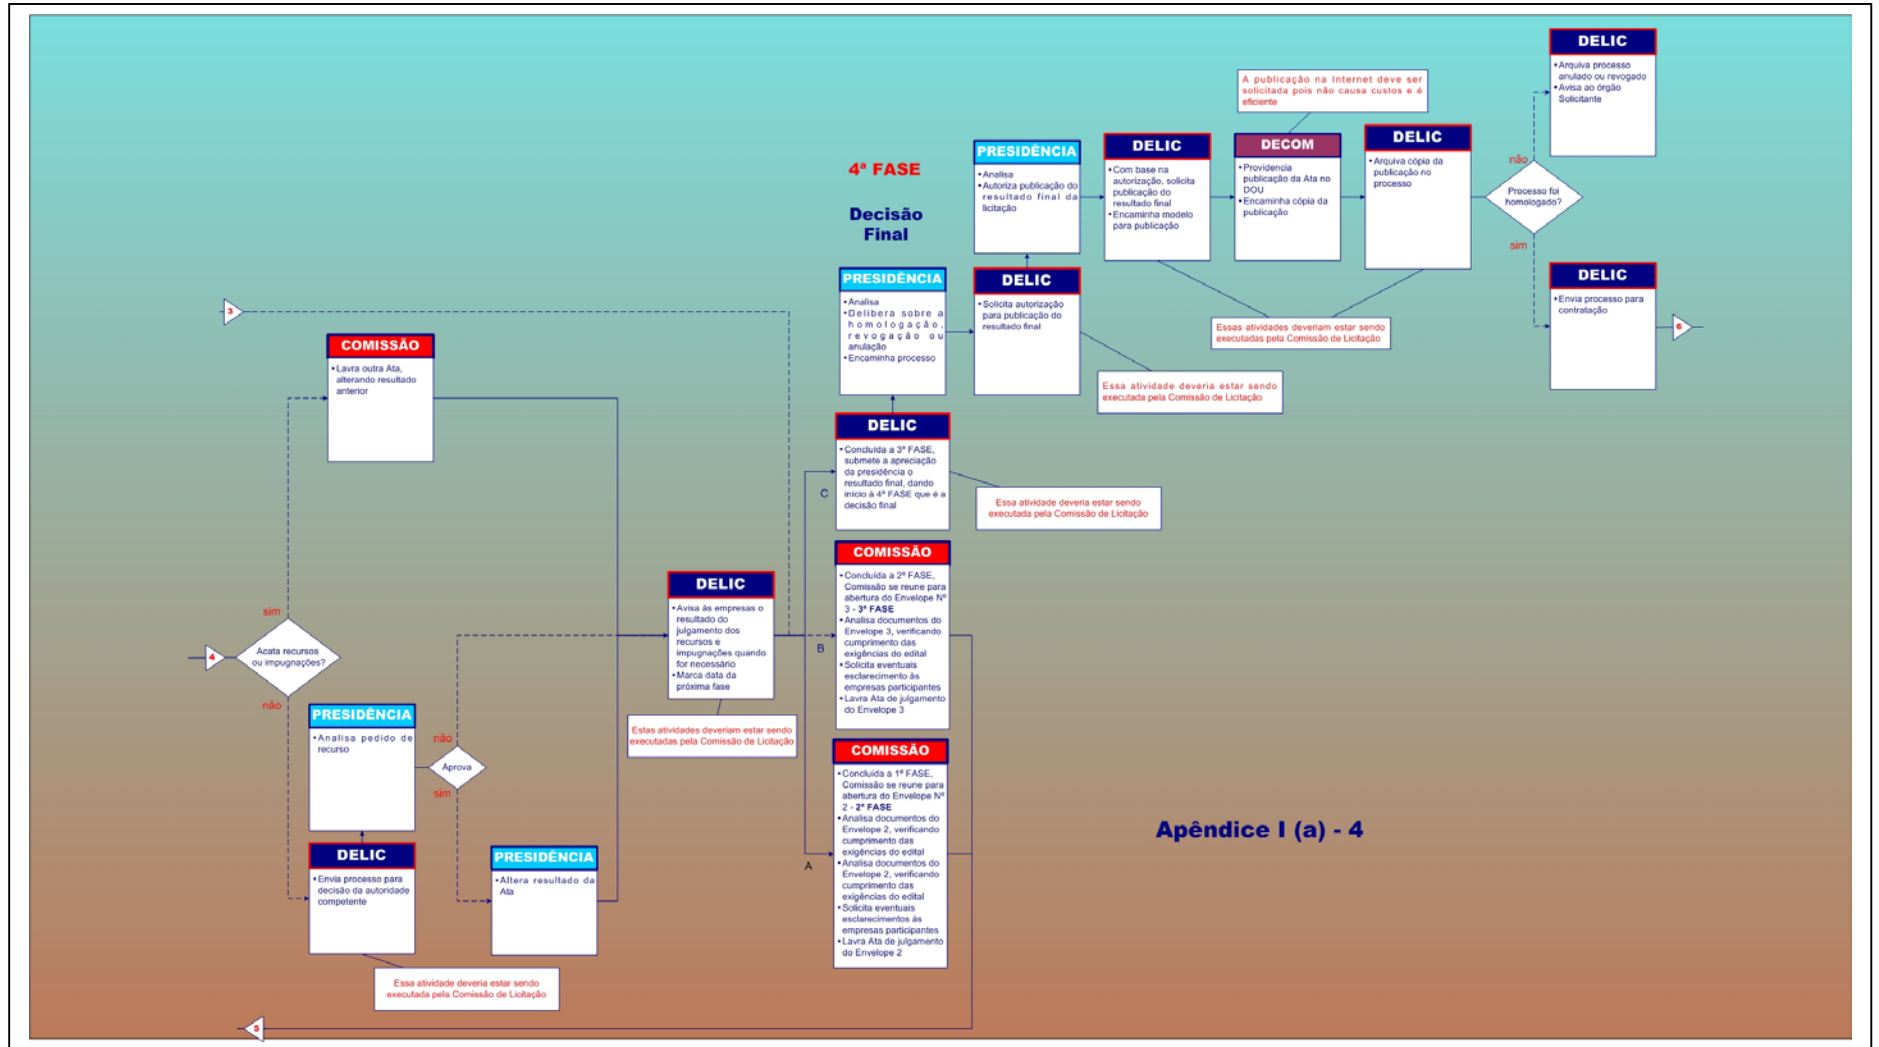 DELIC
•Arquiva processo
anulado ou revogado
•Avisa ao órgão
Solicitante
A publicação na Internet deve ser
solicitada pois não causa custos e é
eficiente
PRESIDÊNCIA
•Analisa
•Autoriza publicação do
resultado final da
licitação
DELIC
•Com base na
autorização, solicita
publicação do
resultado final
•Encaminha modelo
para publicação
DECOM
•Providencia
publicação da Ata no
DOU
•Encaminha cópia da
publicação
DELIC
•Arquiva cópia da
publicação no
processo
não
Processo foi
homologado?
sim
4ª FASE
Decisão
Final
PRESIDÊNCIA
•Analisa
•Delibera sobre a
homologação,
revogação ou
anulação
•Encaminha processo
DELIC
•Solicita autorização
para publicação do
resultado final
DELIC
•Envia processo para
contratação
6
Essas atividades deveriam estar sendo
executadas pela Comissão de Licitação
Essa atividade deveria estar sendo
executada pela Comissão de Licitação
3
COMISSÃO
•Lavra outra Ata,
alterando resultado
anterior
DELIC
•Concluída a 3ª FASE,
submete a apreciação
da presidência o
resultado final, dando
início à 4ª FASE que é a
decisão final
C
Essa atividade deveria estar sendo
executada pela Comissão de Licitação
COMISSÃO
•Concluída a 2ª FASE,
Comissão se reune para
abertura do Envelope Nº
3 - 3ª FASE
•Analisa documentos do
Envelope 3, verificando
cumprimento das
exigências do edital
•Solicita eventuais
esclarecimento às
empresas participantes
•Lavra Ata de julgamento
do Envelope 3
B
DELIC
•Avisa às empresas o
resultado do
julgamento dos
recursos e
impugnações quando
for necessário
•Marca data da
próxima fase
Estas atividades deveriam estar sendo
executadas pela Comissão de Licitação
sim
4
Acata recursos
ou impugnações?
não
PRESIDÊNCIA
•Analisa pedido de
recurso
não
Aprova
sim
COMISSÃO
•Concluída a 1ª FASE,
Comissão se reune para
abertura do Envelope Nº
2 - 2ª FASE
•Analisa documentos do
Envelope 2, verificando
cumprimento das
exigências do edital
•Analisa documentos do
Envelope 2, verificando
cumprimento das
exigências do edital
•Solicita eventuais
esclarecimentos às
empresas participantes
•Lavra Ata de julgamento
do Envelope 2
A
Apêndice I (a) - 4
DELIC
•Envia processo para
decisão da autoridade
competente
PRESIDÊNCIA
•Altera resultado da
Ata
Essa atividade deveria estar sendo
executada pela Comissão de Licitação
5